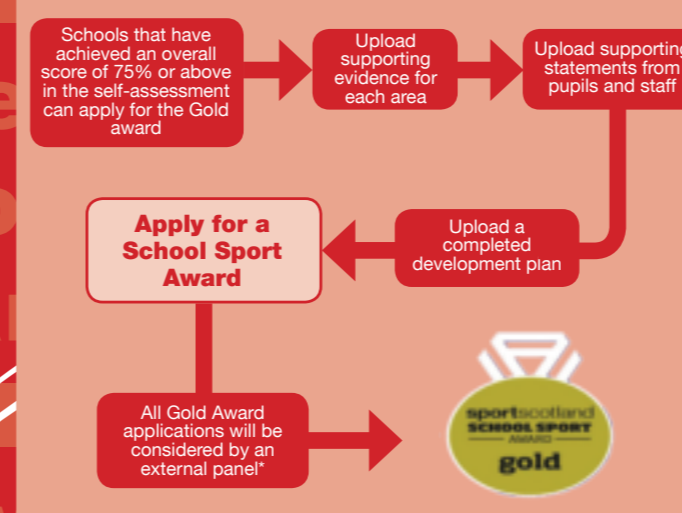 Schools that have
achieved an overall
score of 75% or above
in the self-assessment
can apply for the Gold
award
Upload
supporting
evidence for
each area
Upload supporting
statements from
pupils and staff
Upload a
completed
development plan
Apply for a
School Sport
Award
All Gold Award
applications will be
considered by an
external panel*
sportscotland
SCHOOL SPORT
AWARD
gold